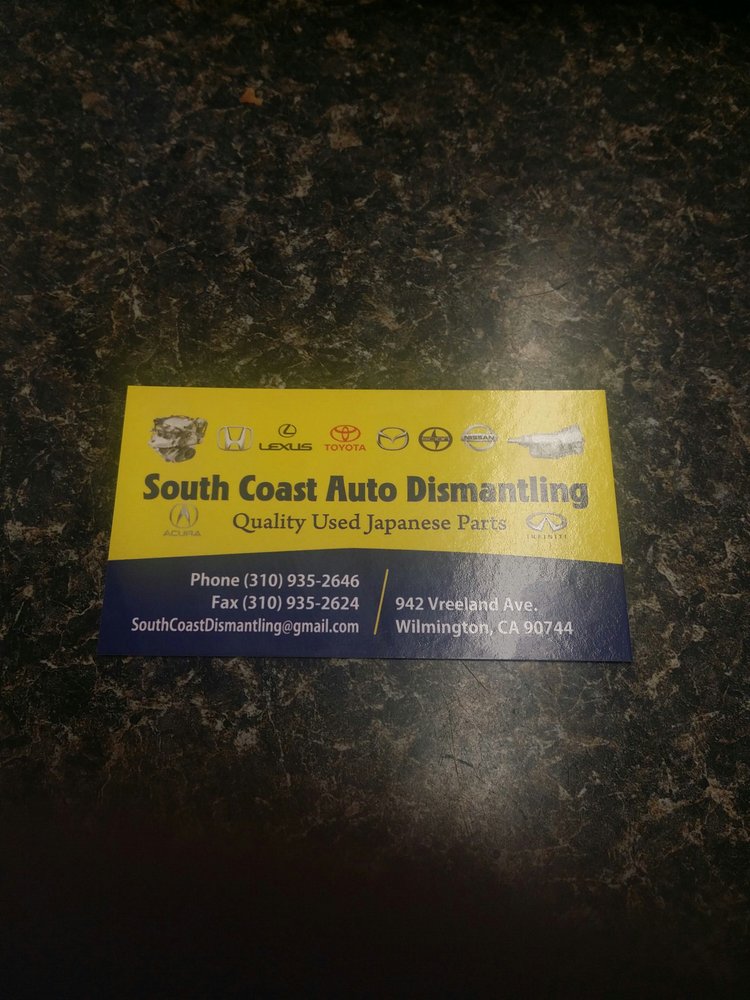 LEXUS
TOYOTA
NISSAN
South Coast Auto Dismantling
ACURA
Quality Used Japanese Parts
INFINITI
Phone (310) 935-2646
Fax (310) 935-2624
SouthCoastDismantling@gmail.com
942 Vreeland Ave.
Wilmington, CA 90744